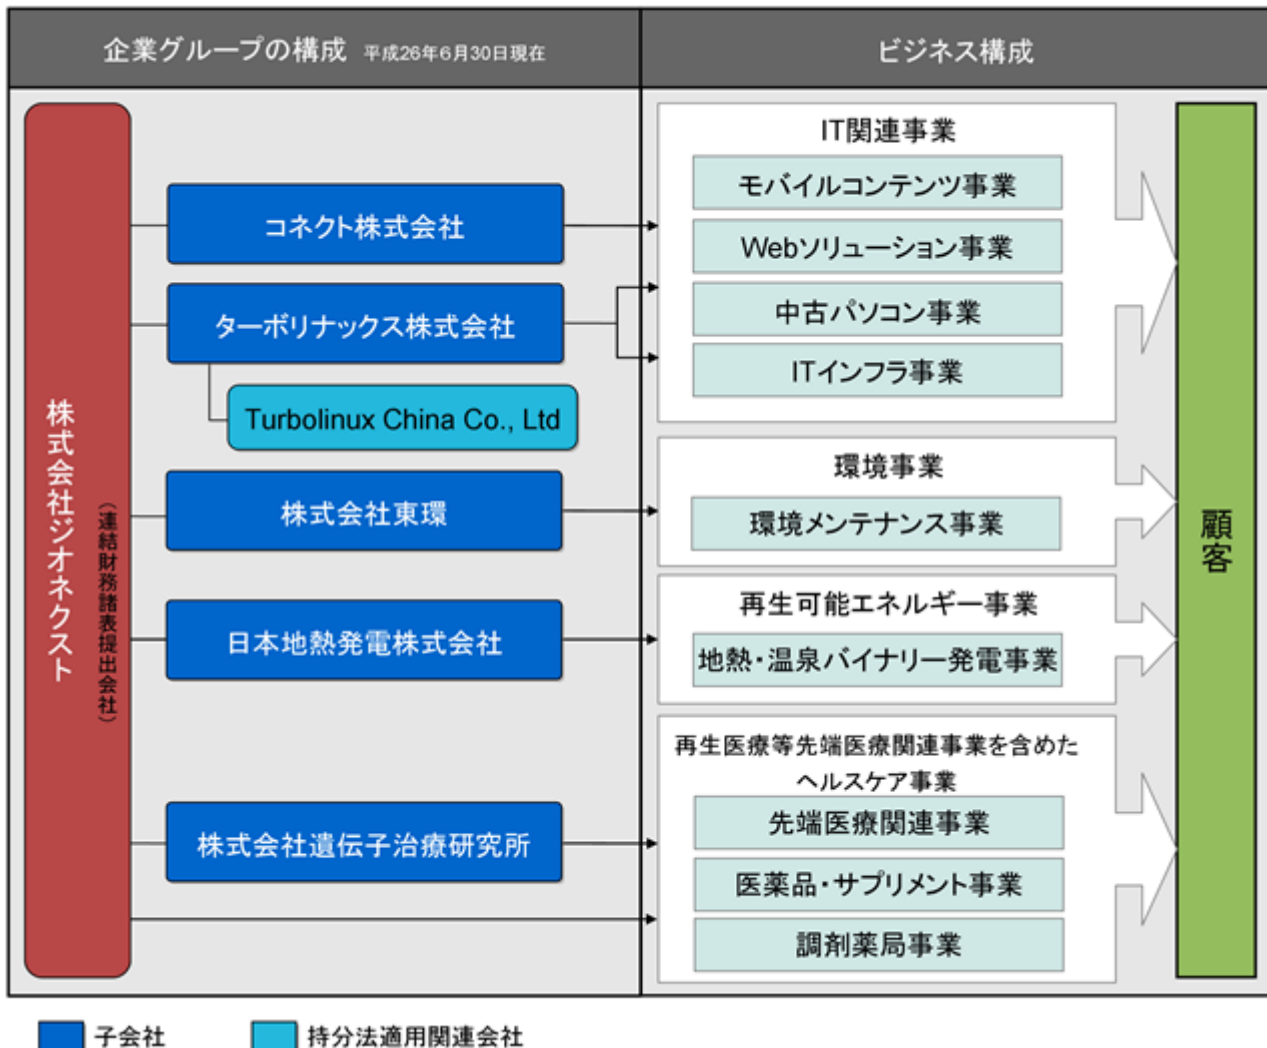 企業グループの構成 平成26年6月30日現在
ビジネス構成
株式会社ジオネクスト
（連結財務諸表提出会社）
コネクト株式会社
ターボリナックス株式会社
Turbolinux China Co., Ltd
株式会社東環
日本地熱発電株式会社
株式会社遺伝子治療研究所
IT関連事業
モバイルコンテンツ事業
Webソリューション事業
中古パソコン事業
ITインフラ事業
環境事業
環境メンテナンス事業
再生可能エネルギー事業
地熱・温泉バイナリー発電事業
再生医療等先端医療関連事業を含めた
ヘルスケア事業
先端医療関連事業
医薬品・サプリメント事業
調剤薬局事業
顧客
子会社
持分法適用関連会社